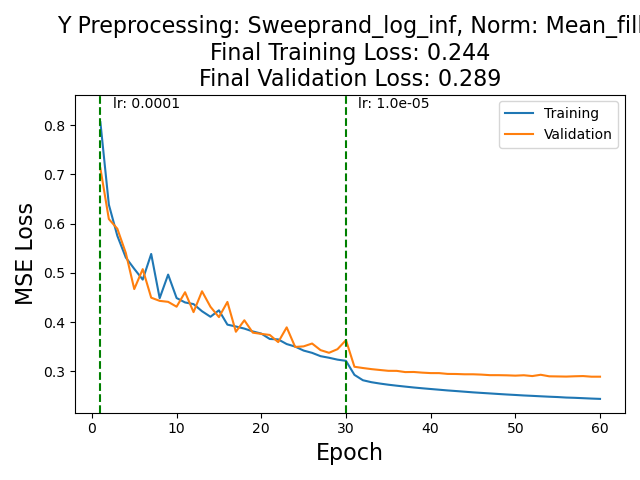 Y Preprocessing: Sweeprand_log_inf, Norm: Mean_fill
Final Training Loss: 0.244
Final Validation Loss: 0.289
lr: 0.0001
lr: 1.0e-05
Training
Validation
MSE Loss
0.8
0.7
0.6
0.5
0.4
0.3
0 10 20 30 40 50 60
Epoch